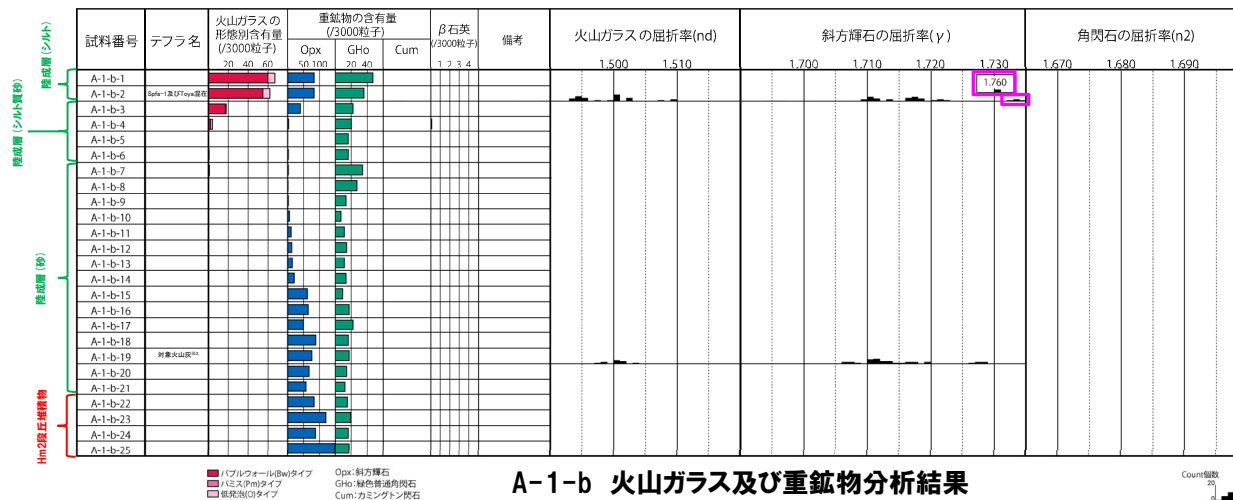 試料番号
テフラ名
火山ガラスの
形態別含有量
(/3000粒子)
20 40 60
重鉱物の含有量
(/3000粒子)
Opx
50 100
GHo
20 40
Cum
β石英
(/3000粒子)
1 2 3 4
備考
火山ガラスの屈折率(nd)
1.500 1.510
斜方輝石の屈折率(γ)
1.700 1.710 1.720 1.730
角閃石の屈折率(n2)
1.670 1.680 1.690
1.760
陸成層(シルト)
陸成層(シルト質砂)
陸成層(砂)
Hm2段丘堆積物
A-1-b-1
A-1-b-2 Spfa-1及びToya混在
A-1-b-3
A-1-b-4
A-1-b-5
A-1-b-6
A-1-b-7
A-1-b-8
A-1-b-9
A-1-b-10
A-1-b-11
A-1-b-12
A-1-b-13
A-1-b-14
A-1-b-15
A-1-b-16
A-1-b-17
A-1-b-18
A-1-b-19 対象火山灰※2
A-1-b-20
A-1-b-21
A-1-b-22
A-1-b-23
A-1-b-24
A-1-b-25
バブルウォール(Bw)タイプ
パミス(Pm)タイプ
低発泡(O)タイプ
Opx:斜方輝石
GHo:緑色普通角閃石
Cum:カミングトン閃石
A-1-b 火山ガラス及び重鉱物分析結果
Count個数
20
0